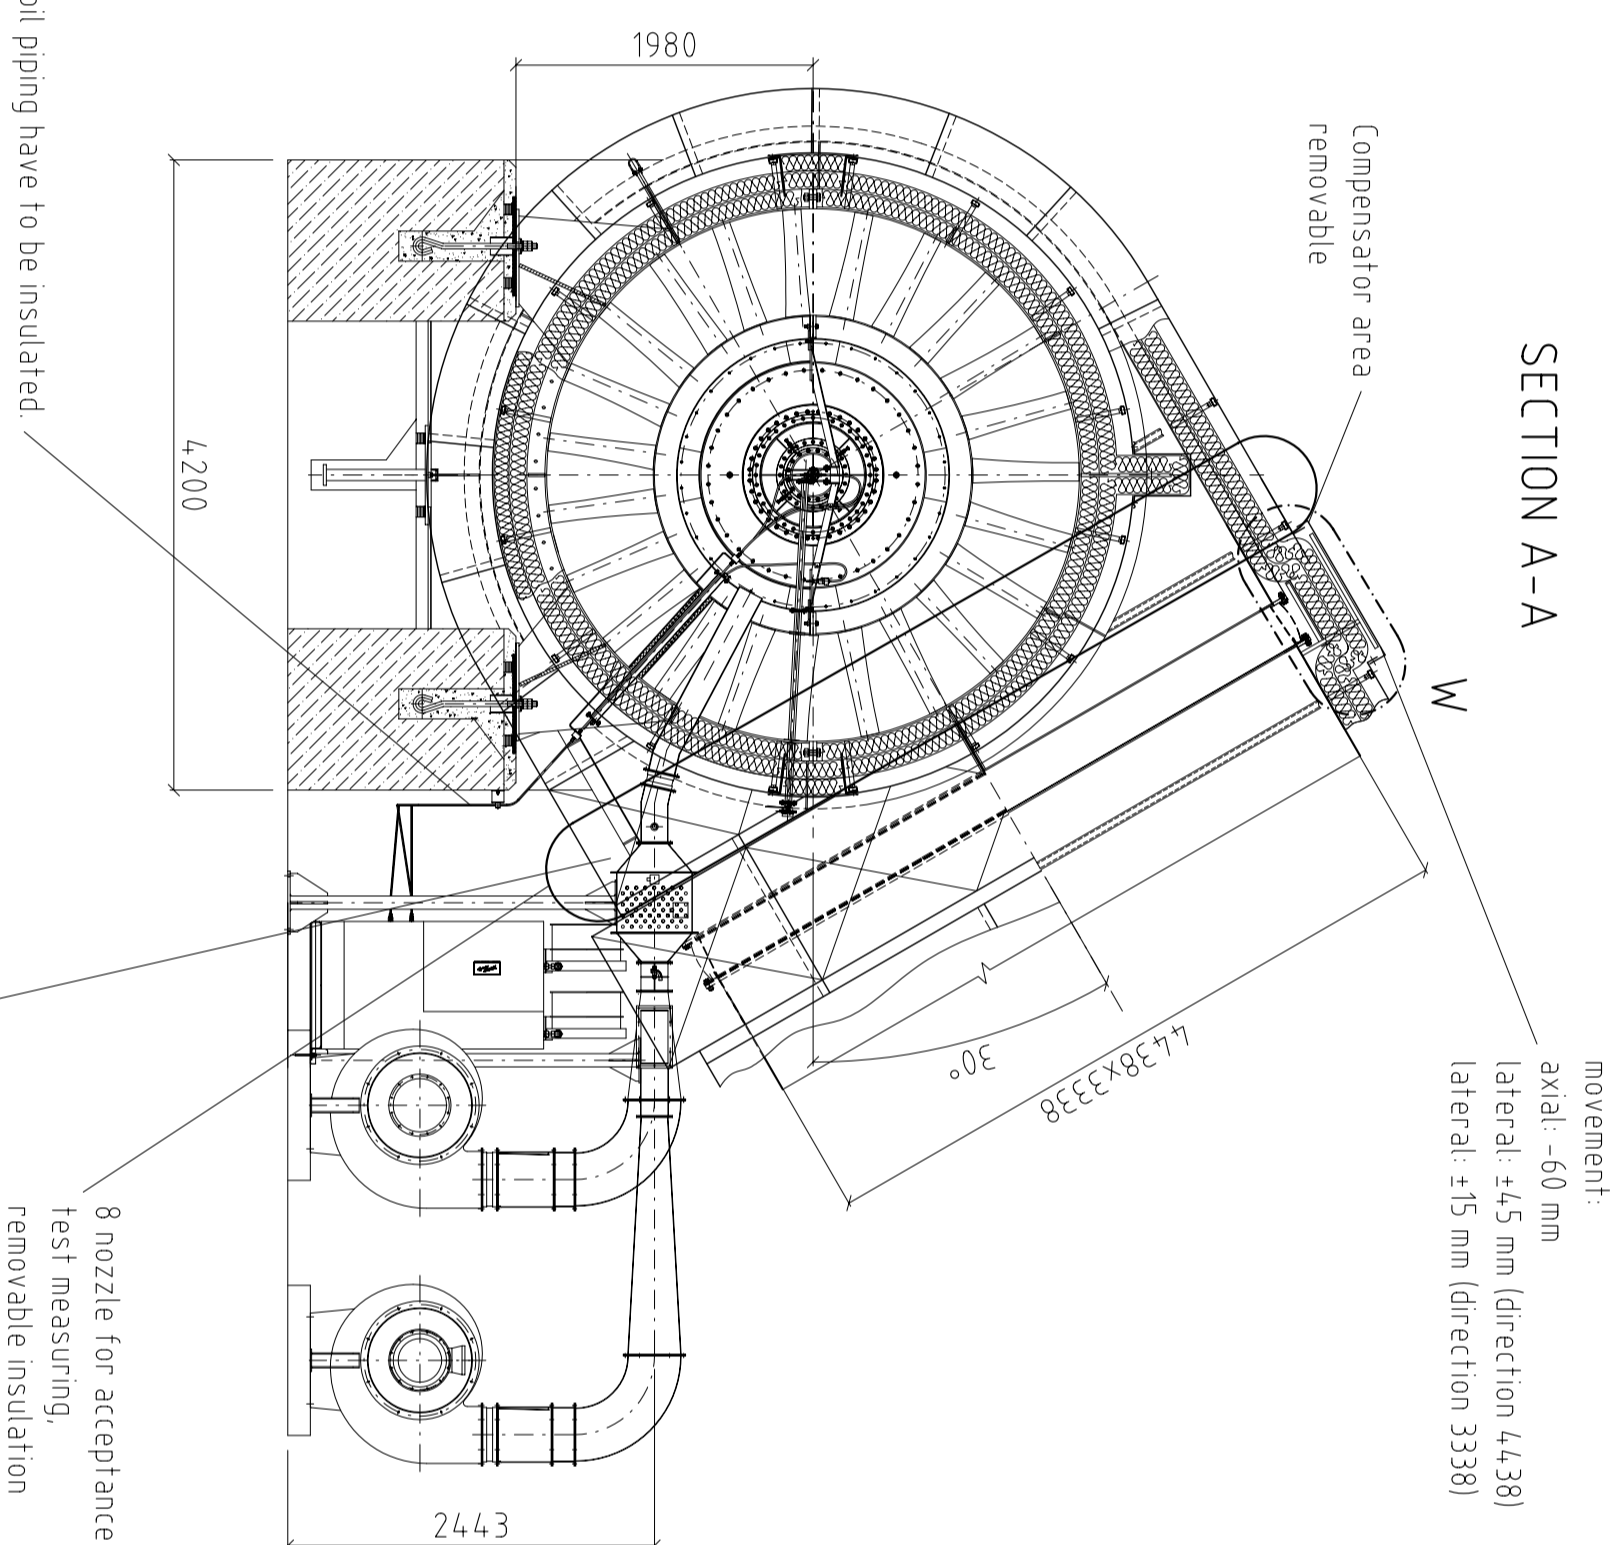 SECTION A-A
W
movement:
axial: -60 mm
lateral: ±45 mm (direction 4438)
lateral: ±15 mm (direction 3338)
Compensator area
removable
1980
4200
oil piping have to be insulated.
30°
4438x3338
8 nozzle for acceptance
test measuring,
removable insulation
2443